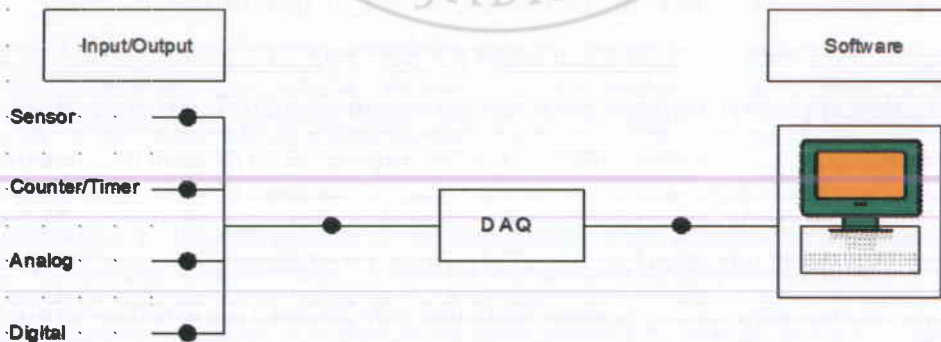 Input/Output
Software
Sensor
Counter/Timer
DAQ
Analog
Digital